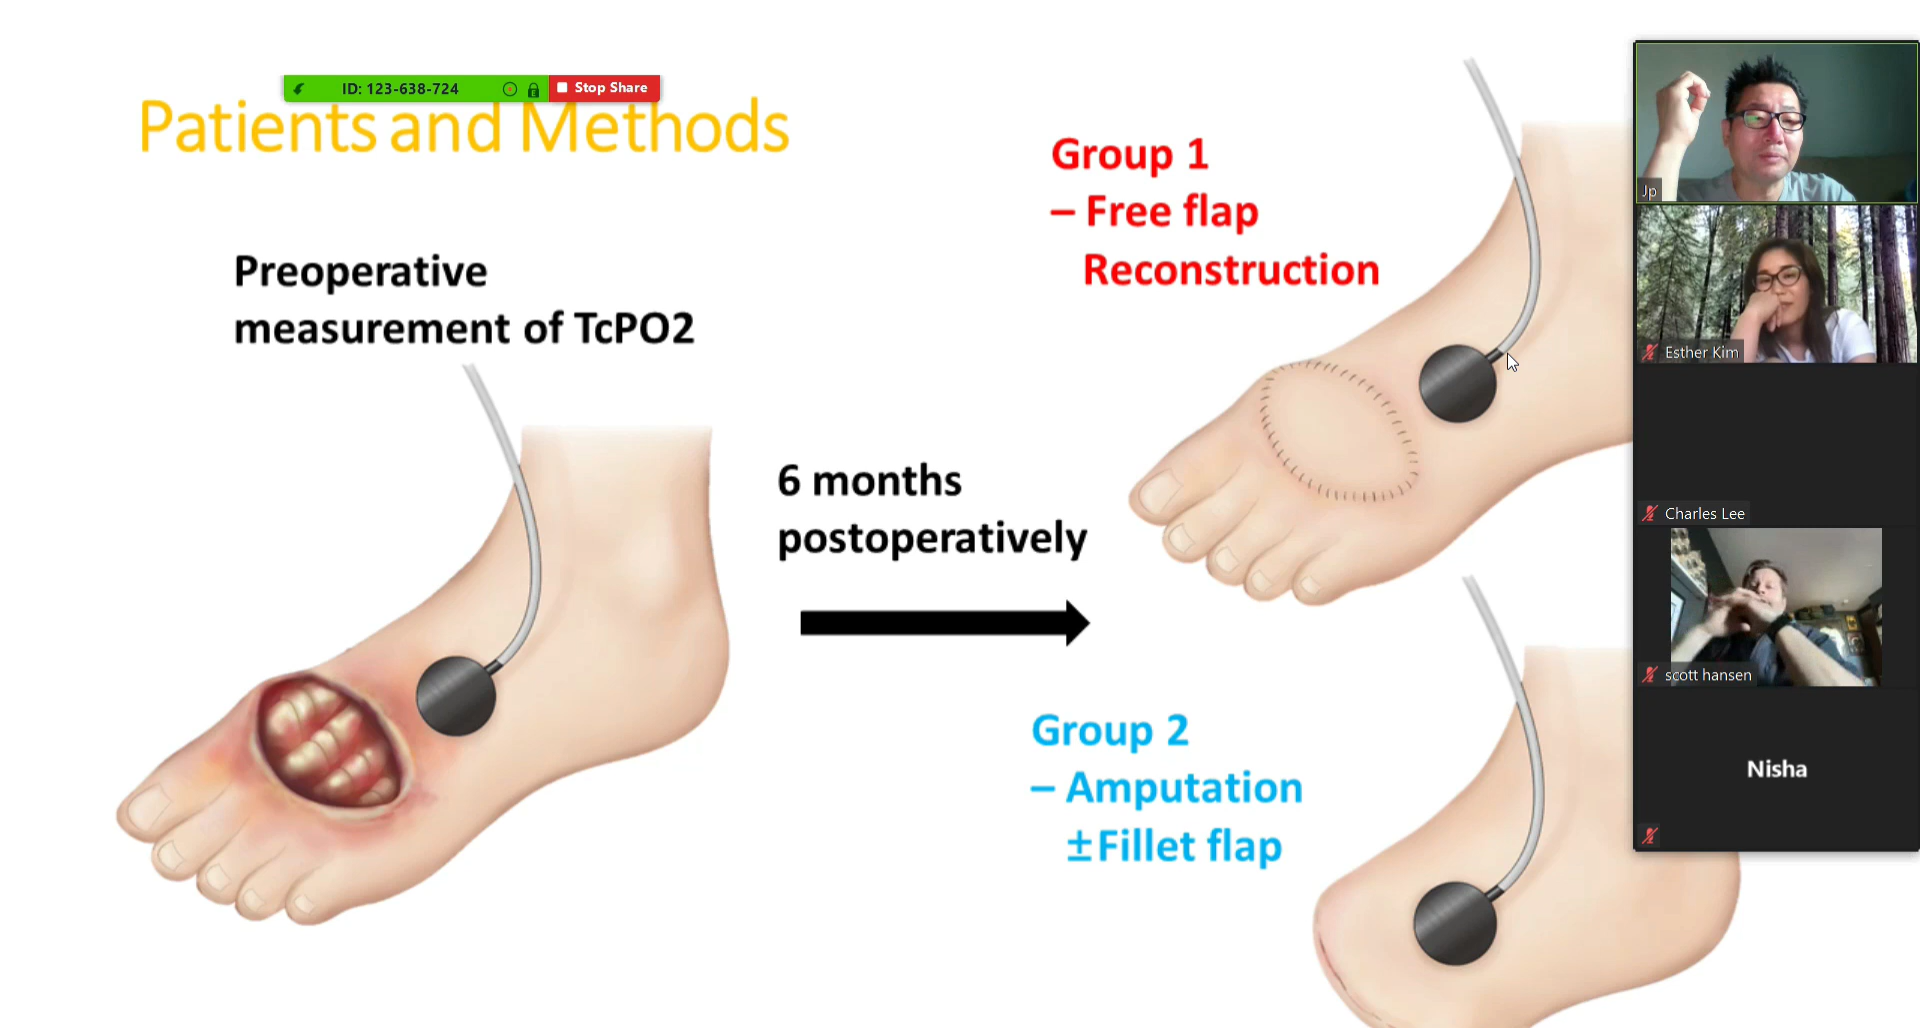 ID: 123-638-724 Stop Share
Patients and Methods
Preoperative
measurement of TcPO2
6 months
postoperatively
Group 1
– Free flap
Reconstruction
Group 2
– Amputation
±Fillet flap
Jp
Esther Kim
Charles Lee
scott hansen
Nisha